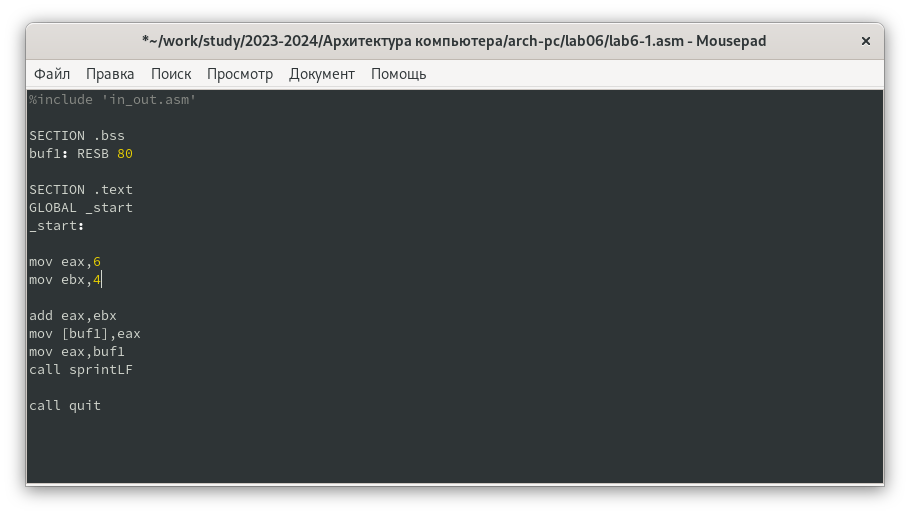 *~/work/study/2023-2024/Архитектура компьютера/arch-pc/lab06/lab6-1.asm - Mousepad
Файл Правка Поиск Просмотр Документ Помощь
%include 'in_out.asm'
SECTION .bss
buf1: RESB 80
SECTION .text
GLOBAL _start
_start:
mov eax,6
mov ebx,4
add eax,ebx
mov [buf1],eax
mov eax,buf1
call sprintLF
call quit